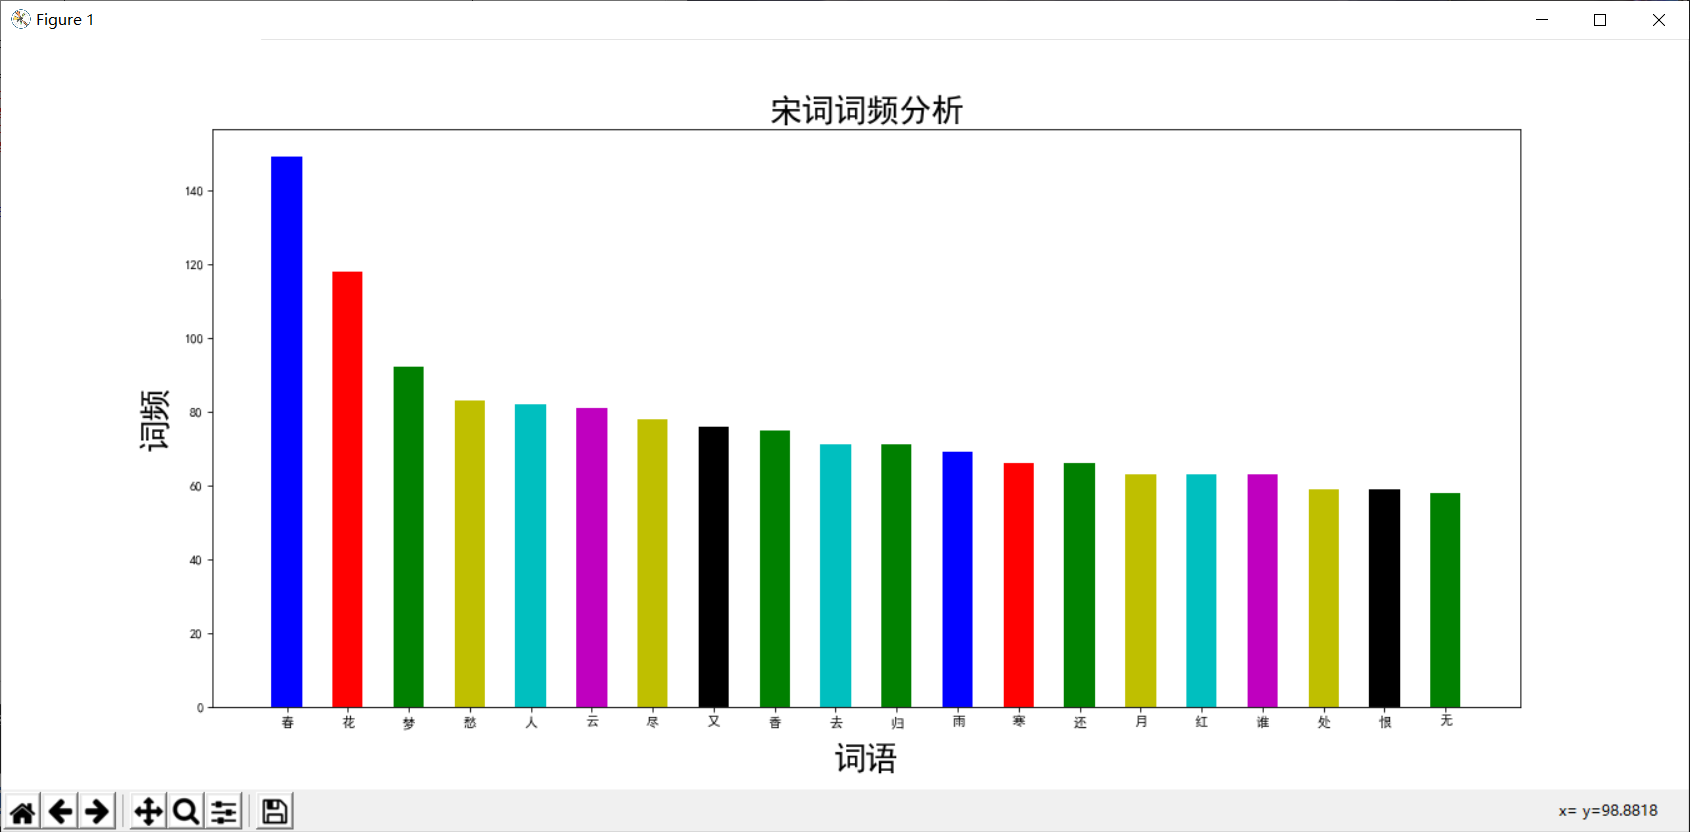 Figure 1
宋词词频分析
词频
140
120
100
80
60
40
20
0
春 花 梦 愁 人 云 尽 又 香 去 归 雨 寒 还 月 红 谁 处 恨 无
词语
x= y=98.8818